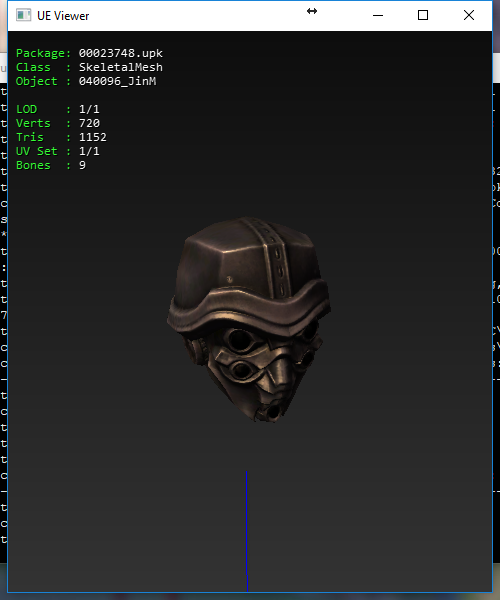 UE Viewer
Package: 00023748.upk
Class : SkeletalMesh
Object : 040096_JinM
LOD : 1/1
Verts : 720
Tris : 1152
UV Set : 1/1
Bones : 9